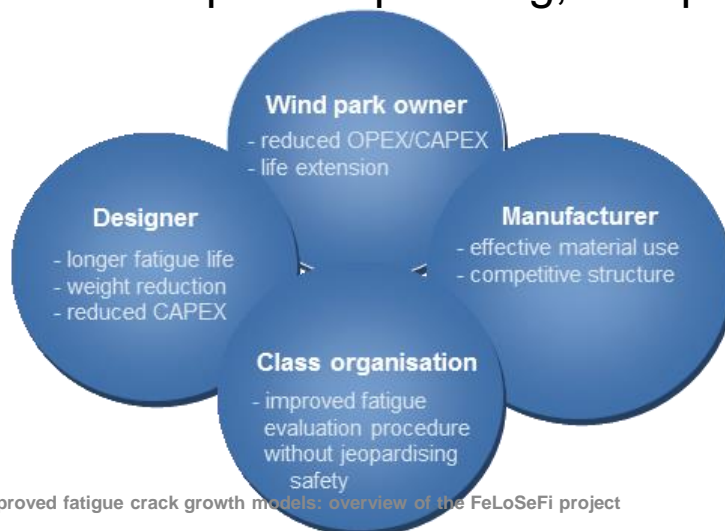 Wind park owner
- reduced OPEX/CAPEX
- life extension
Designer
- longer fatigue life
- weight reduction
- reduced CAPEX
Manufacturer
- effective material use
- competitive structure
Class organisation
- improved fatigue
evaluation procedure
without jeopardising
safety
proved fatigue crack growth models: overview of the FeLoSeFi project